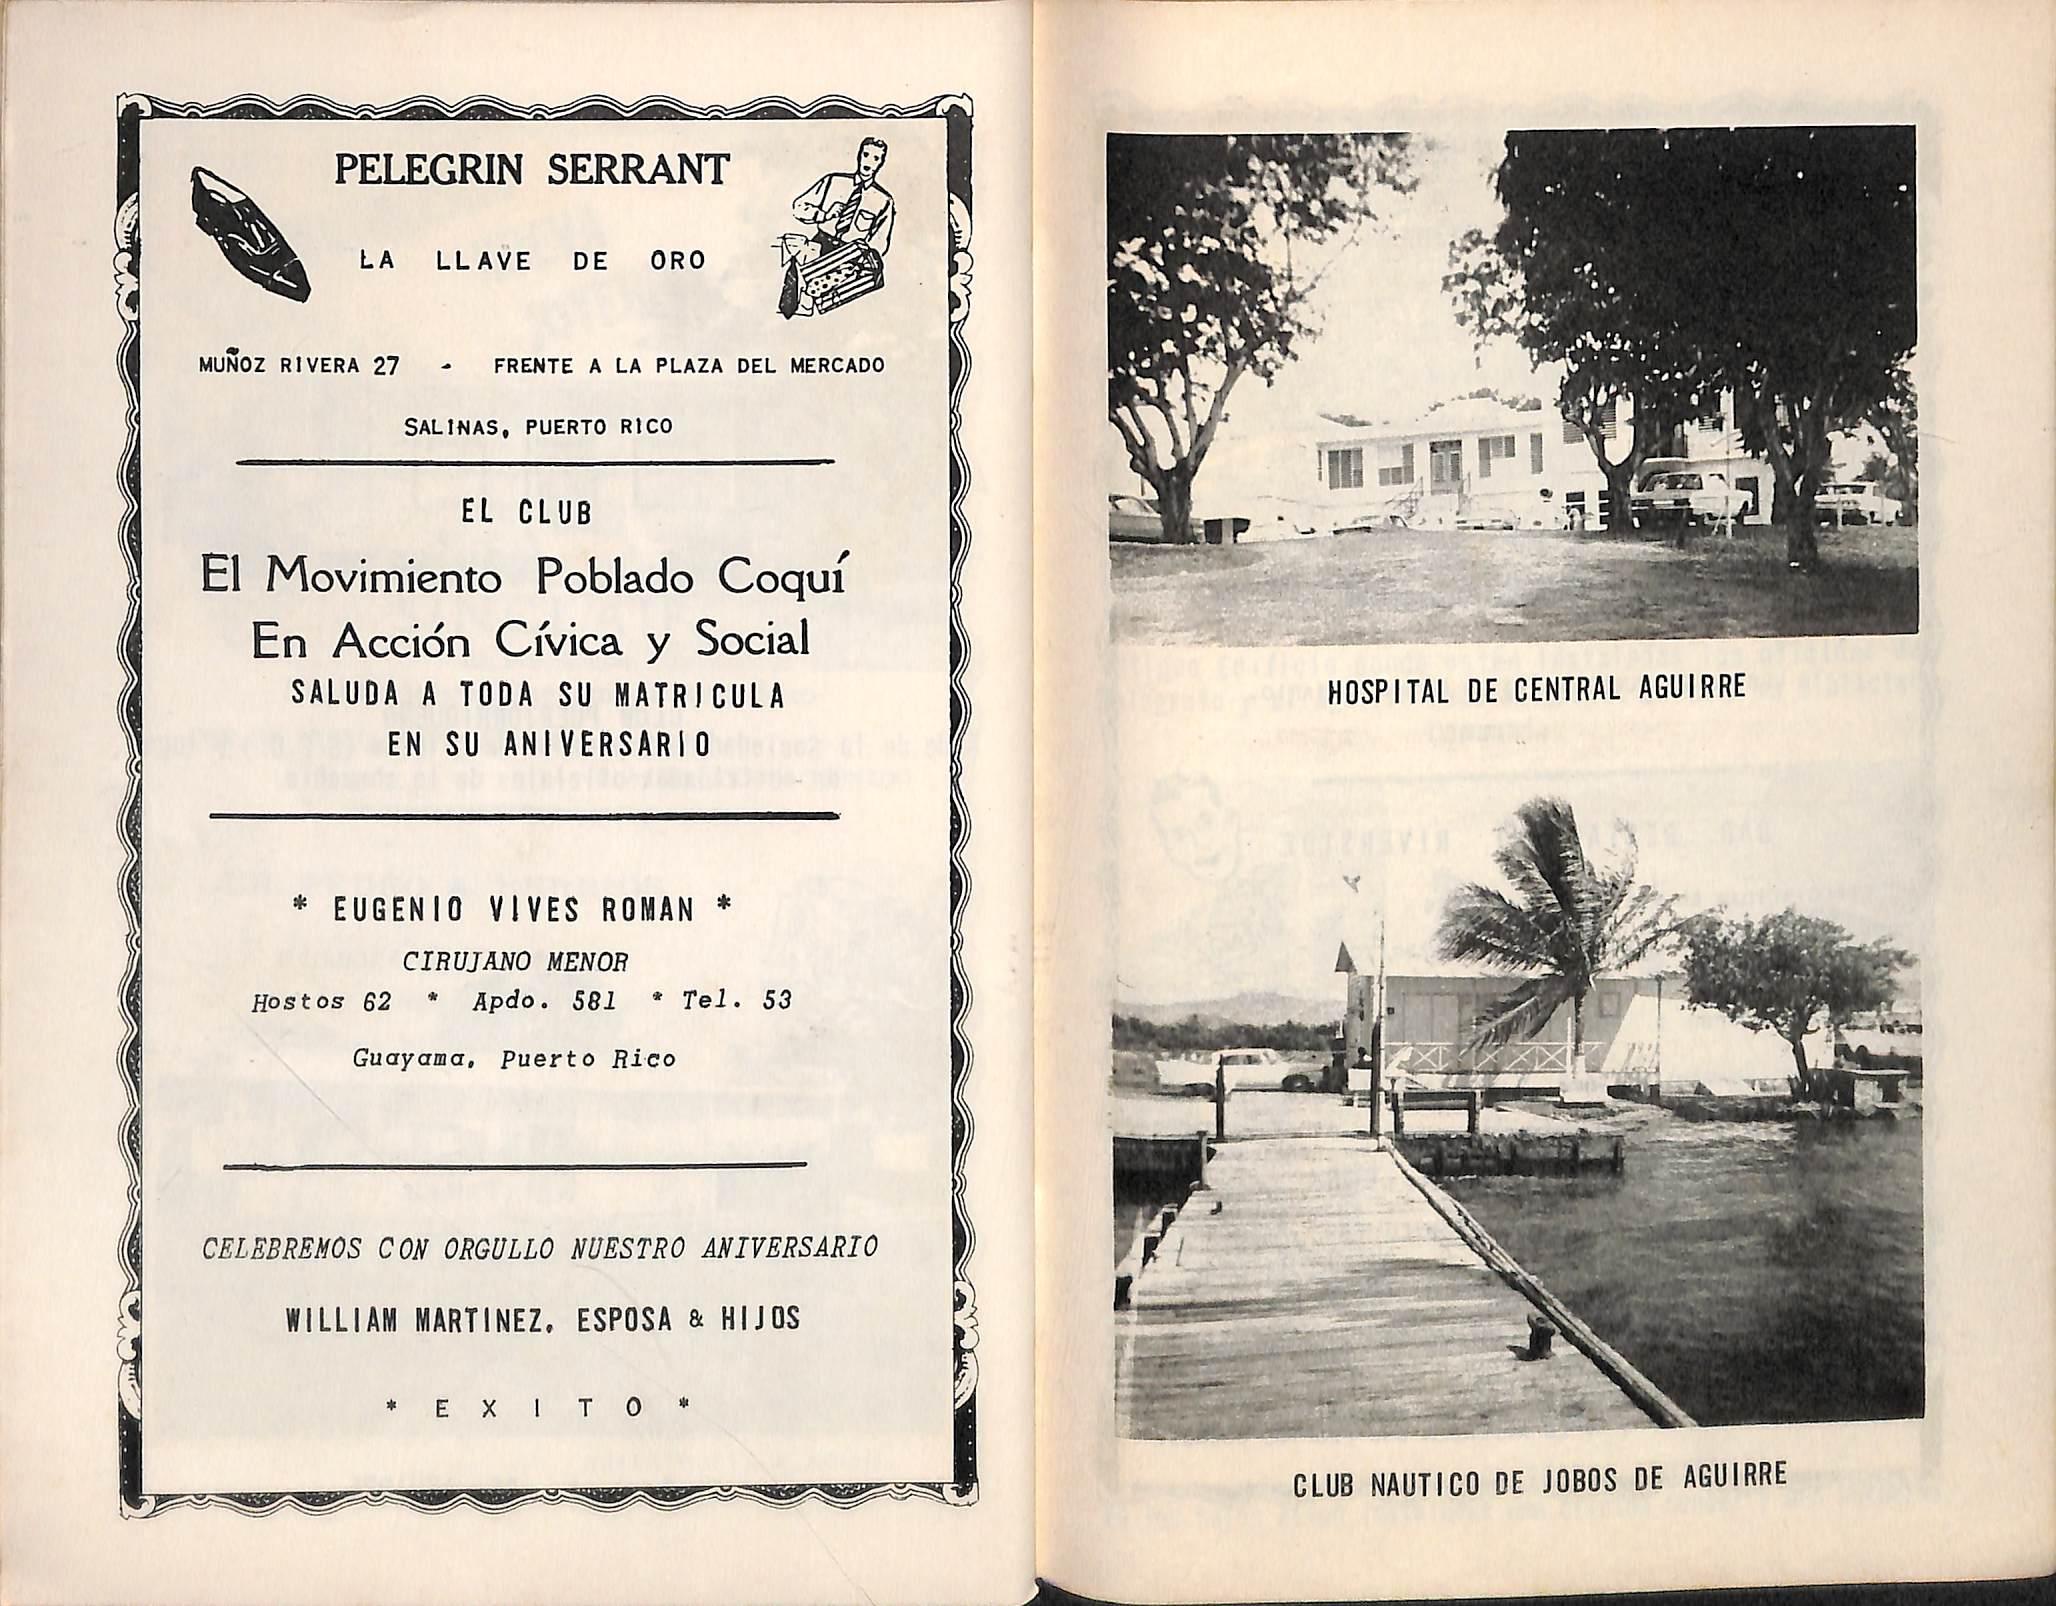 PELEGRIN SERRANT
LA LLAVE DE ORO
MUÑOZ RIVERA 27 - FRENTE A LA PLAZA DEL MERCADO
SALINAS, PUERTO RICO
EL CLUB
El Movimiento Poblado Coquí
En Acción Cívica y Social
SALUDA A TODA SU MATRICULA
EN SU ANIVERSARIO
* EUGENIO VIVES ROMAN *
CIRUJANO MENOR
Hostos 62 * Apdo. 581 * Tel. 53
Guayama, Puerto Rico
CELEBREMOS CON ORGULLO NUESTRO ANIVERSARIO
WILLIAM MARTINEZ, ESPOSA & HIJOS
* E X I T O *
HOSPITAL DE CENTRAL AGUIRRE
CLUB NAUTICO DE JOBOS DE AGUIRRE